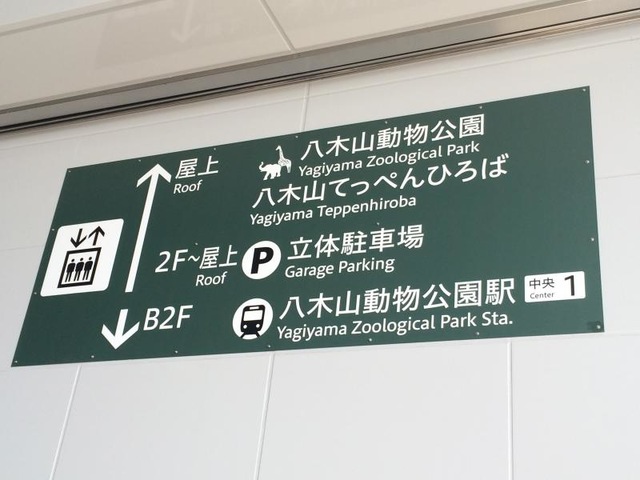 屋上
Roof
八木山動物公園
Yagiyama Zoological Park
八木山てっぺんひろば
Yagiyama Teppenhiroba
2F~屋上
Roof
P
立体駐車場
Garage Parking
B2F
八木山動物公園駅
Yagiyama Zoological Park Sta.
中央
Center
1